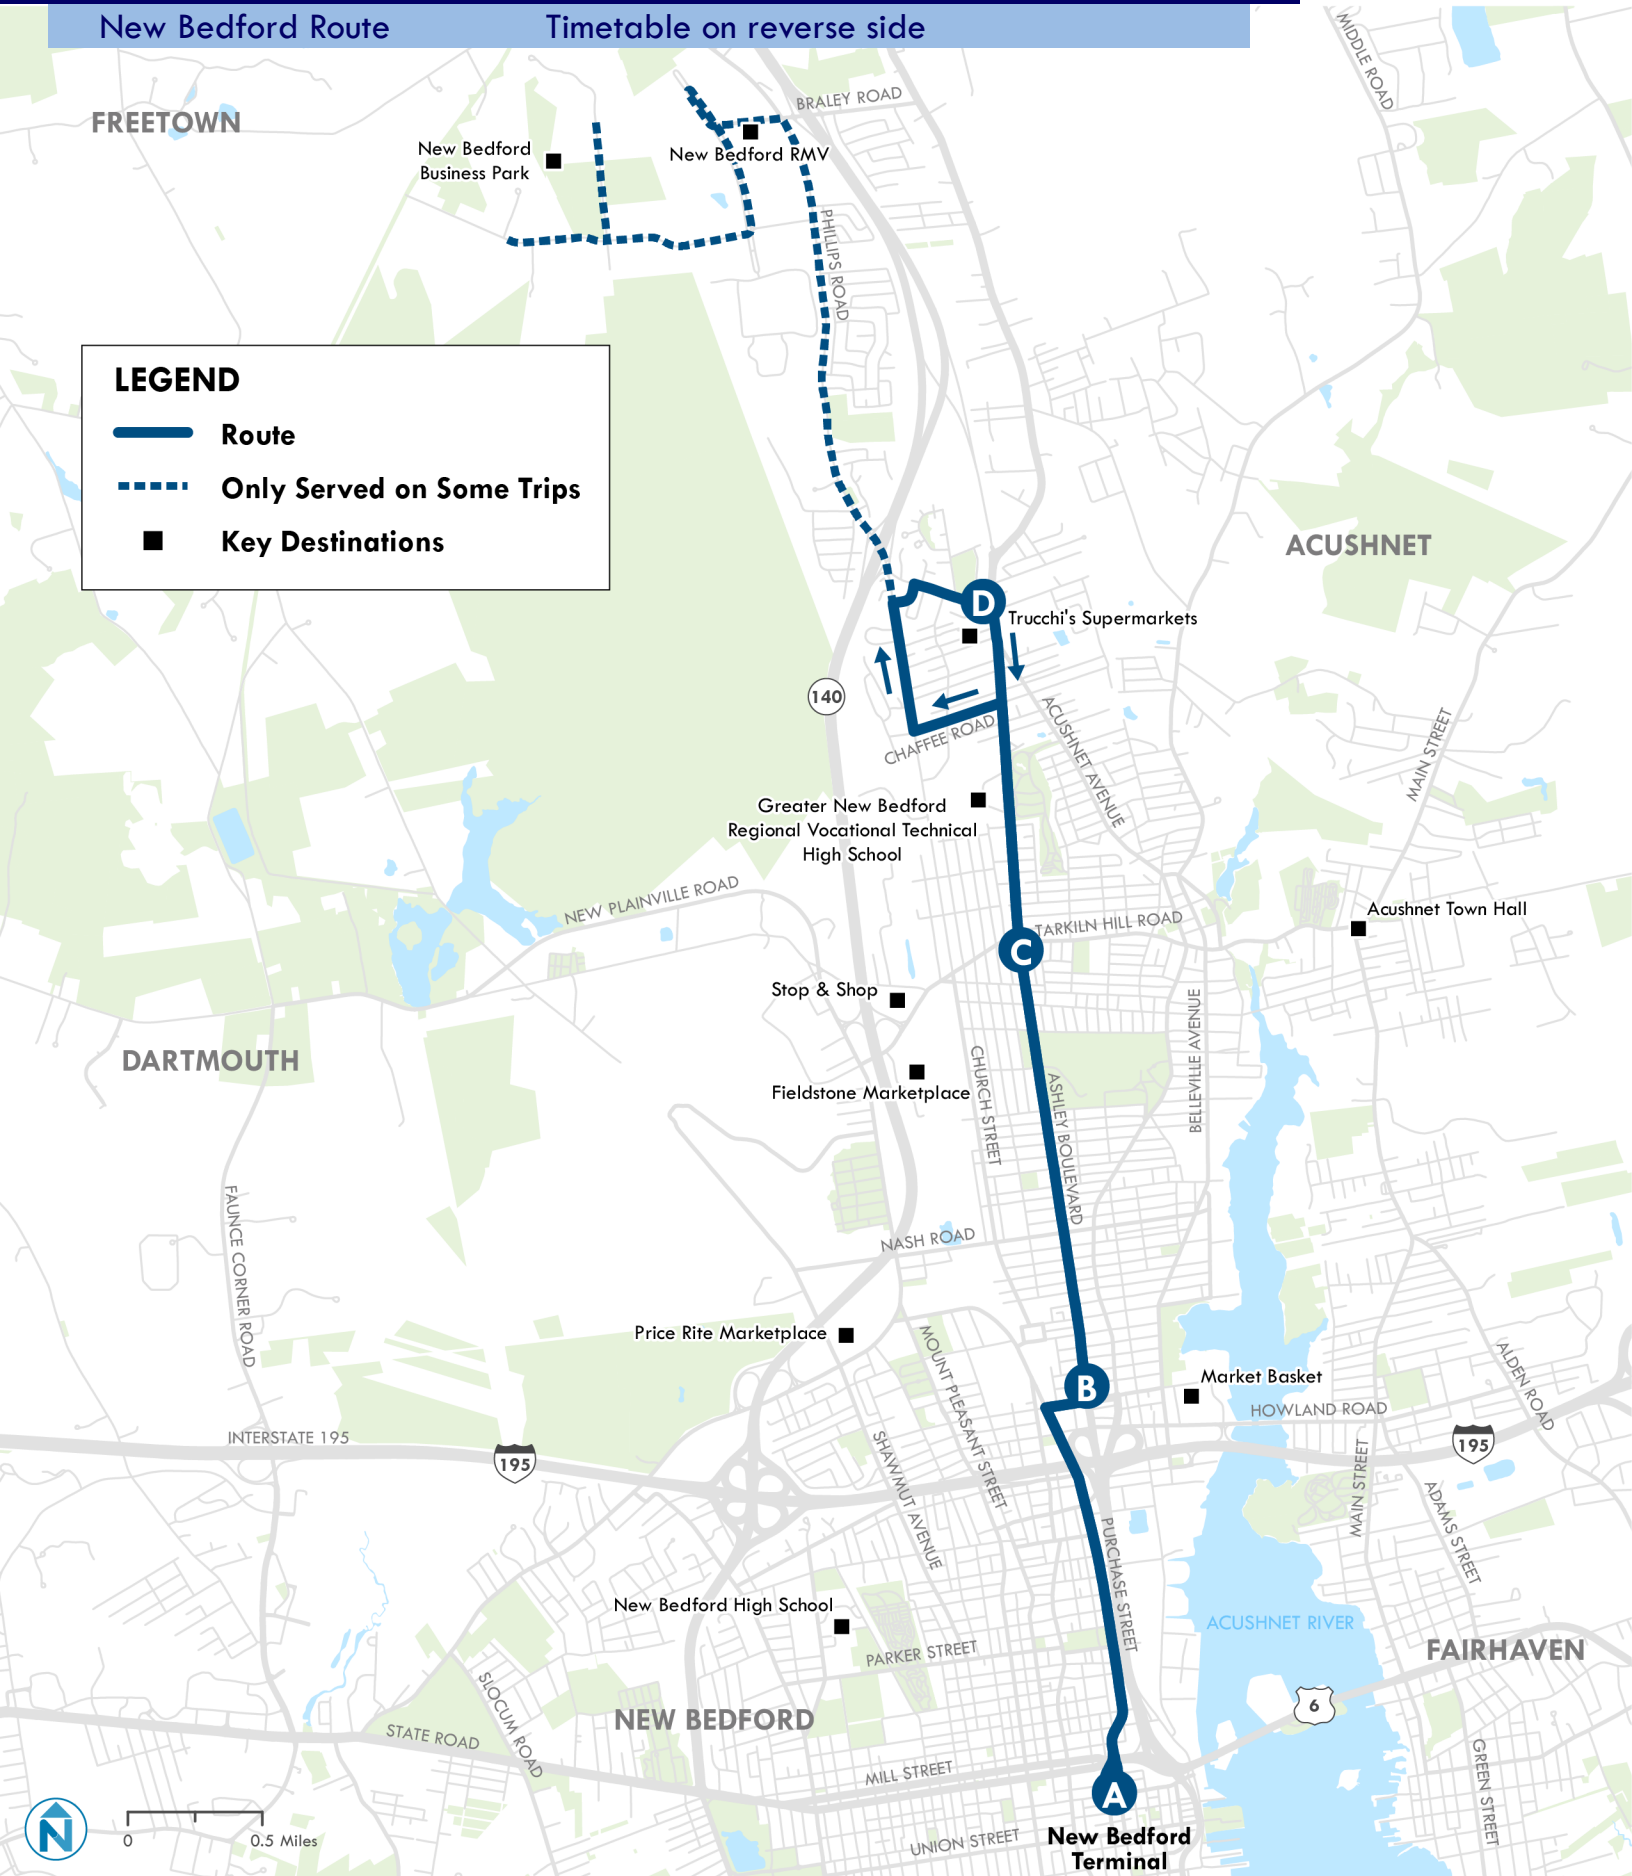 New Bedford Route
Timetable on reverse side
MIDDLE ROAD
BRALEY ROAD
FREETOWN
New Bedford
Business Park
New Bedford RMV
PHILLIPS ROAD
LEGEND
Route
Only Served on Some Trips
Key Destinations
ACUSHNET
D
Trucchi's Supermarkets
140
ACUSHNET AVENUE
CHAFFEE ROAD
MAIN STREET
Greater New Bedford
Regional Vocational Technical
High School
NEW PLAINVILLE ROAD
Acushnet Town Hall
TARKILN HILL ROAD
C
Stop & Shop
BELLEVILLE AVENUE
DARTMOUTH
CHURCH STREET
Fieldstone Marketplace
ASHLEY BOULEVARD
FAUNCE CORNER ROAD
NASH ROAD
Price Rite Marketplace
MOUNT PLEASANT STREET
ALDEN ROAD
B
Market Basket
HOWLAND ROAD
INTERSTATE 195
195
195
SHAWMUT AVENUE
MAIN STREET
ADAMS STREET
PURCHASE STREET
New Bedford High School
ACUSHNET RIVER
FAIRHAVEN
PARKER STREET
SLOCUM ROAD
6
NEW BEDFORD
STATE ROAD
GREEN STREET
MILL STREET
A
N
0
0.5 Miles
UNION STREET
New Bedford
Terminal